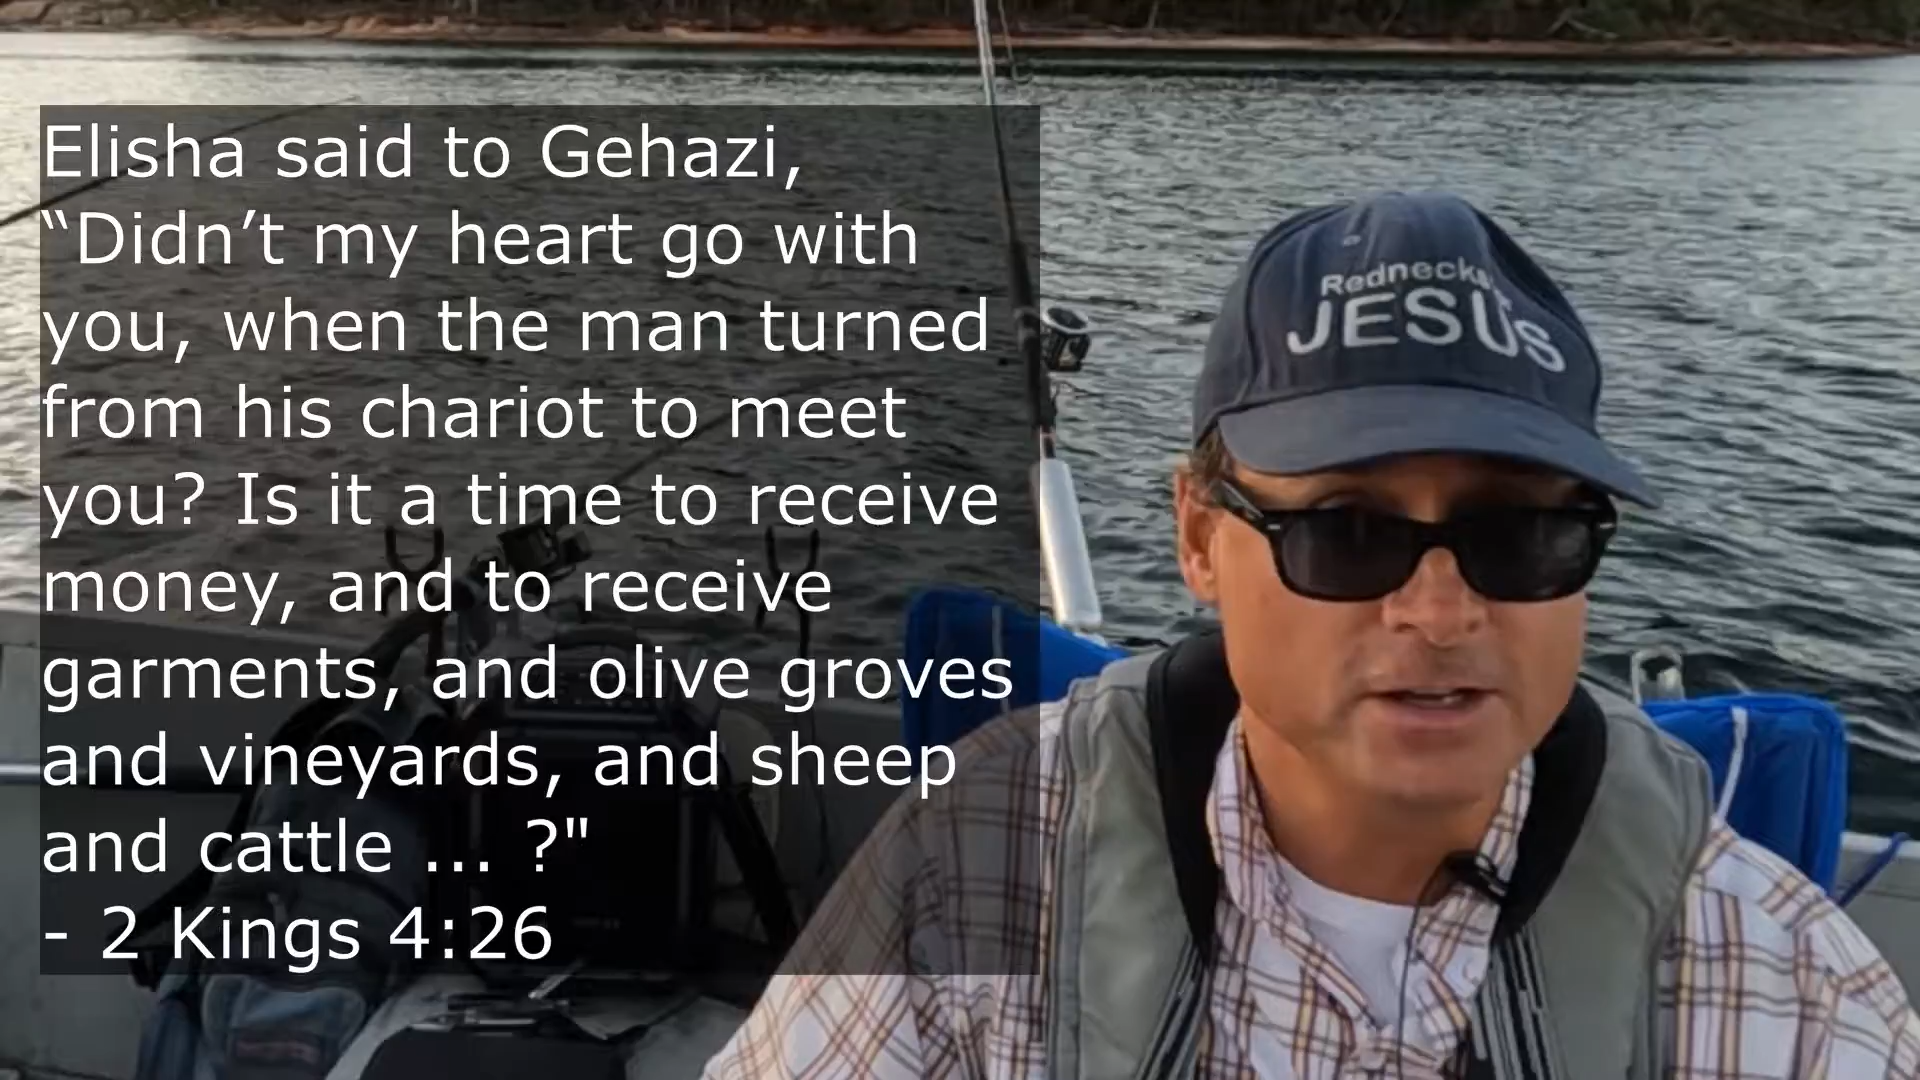 Elisha said to Gehazi,
“Didn’t my heart go with
you, when the man turned
from his chariot to meet
you? Is it a time to receive
money, and to receive
garments, and olive groves
and vineyards, and sheep
and cattle ... ?"
- 2 Kings 4:26
Rednecks
JESUS